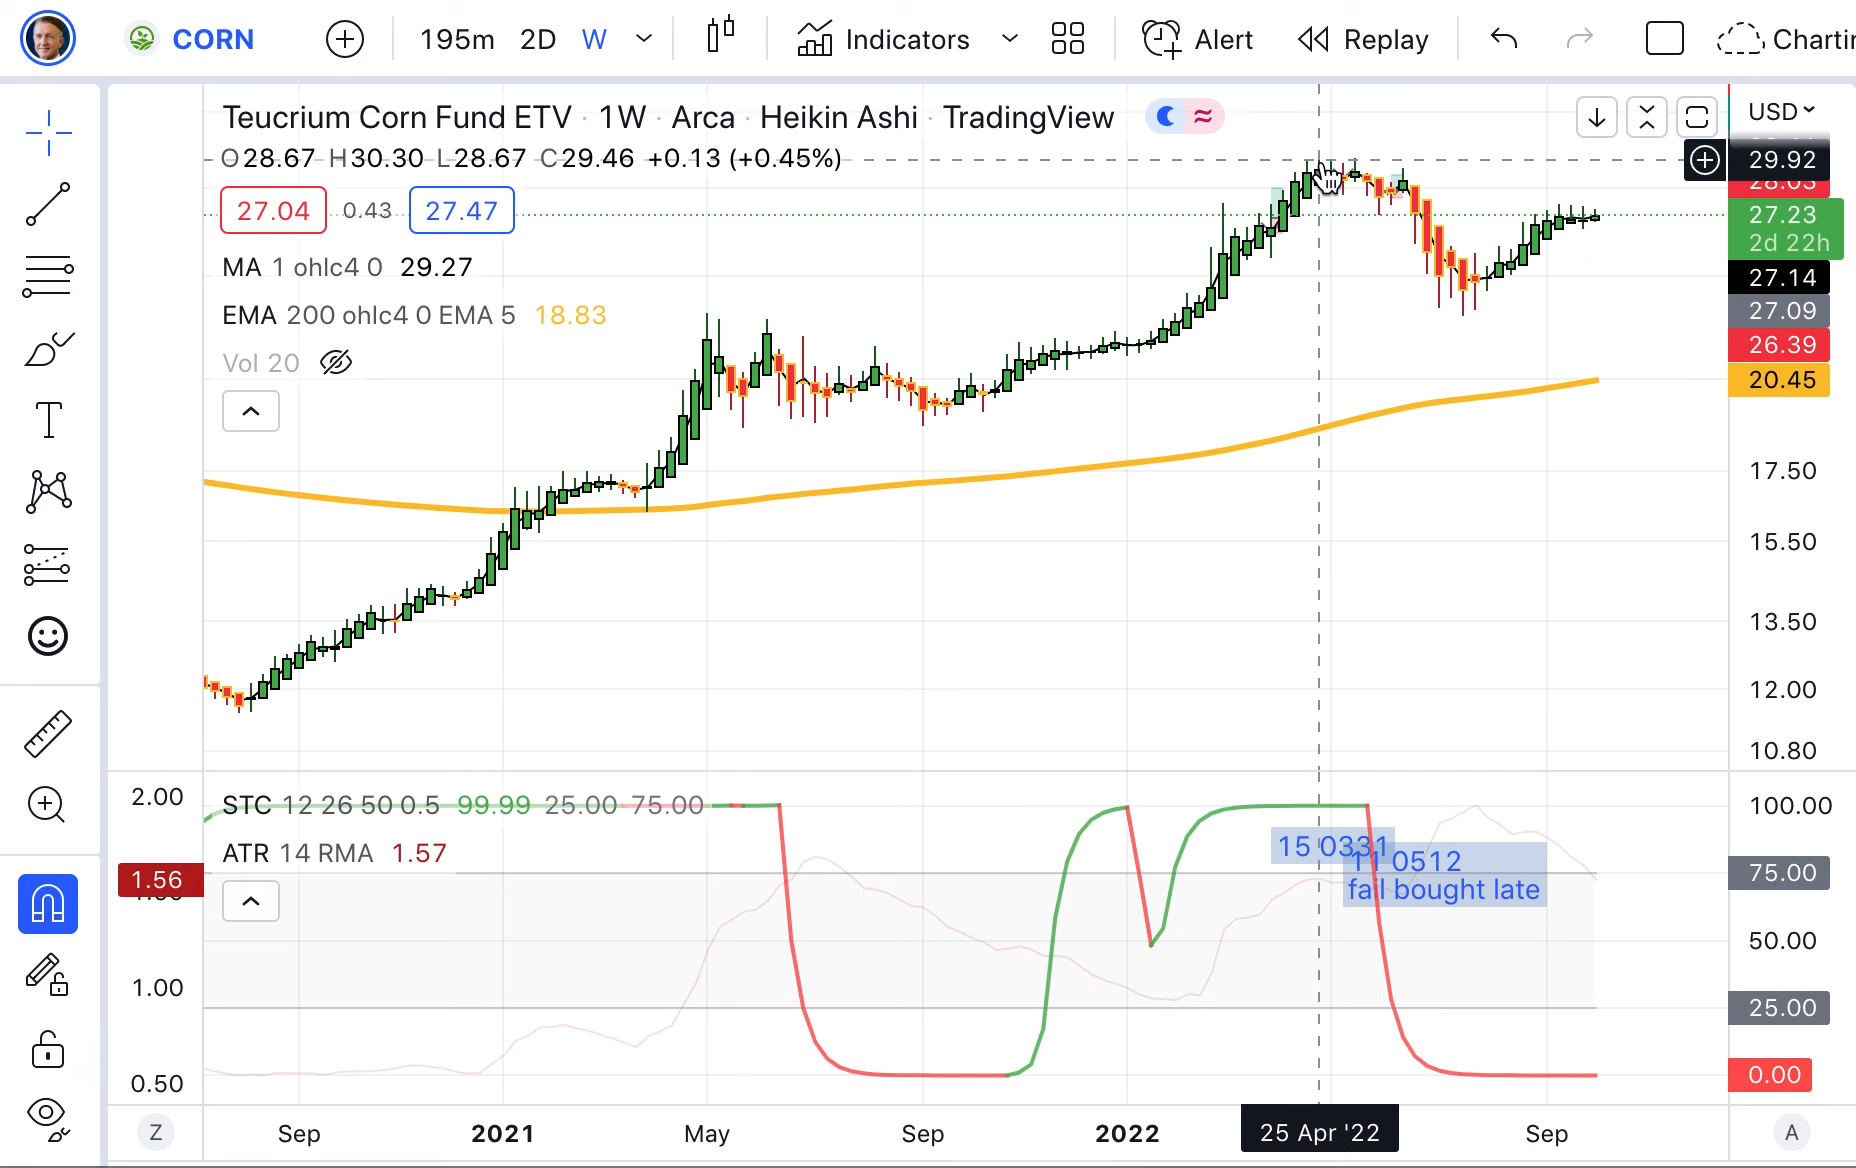 CORN 195m 2D W Indicators Alert Replay
Teucrium Corn Fund ETV · 1W · Arca · Heikin Ashi · TradingView
USD
O28.67 H30.30 L28.67 C29.46 +0.13 (+0.45%)
29.92
28.03
27.04 0.43 27.47
27.23
2d 22h
MA 1 ohlc4 0 29.27
27.14
EMA 200 ohlc4 0 EMA 5 18.83
27.09
26.39
Vol 20
20.45
17.50
15.50
13.50
12.00
10.80
2.00
STC 12 26 50 0.5 99.99 25.00 75.00
100.00
ATR 14 RMA 1.57
15 0331
11 0512
fail bought late
1.56
75.00
50.00
1.00
25.00
0.50
0.00
Z
Sep 2021 May Sep 2022 25 Apr '22 Sep
A